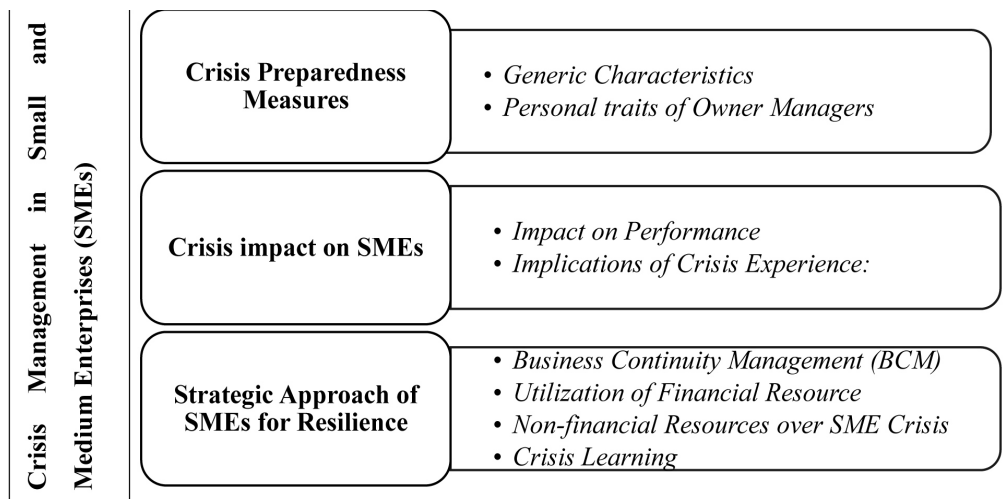 Crisis Management in Small and
Medium Enterprises (SMEs)
Crisis Preparedness
Measures
• Generic Characteristics
• Personal traits of Owner Managers
Crisis impact on SMEs
• Impact on Performance
• Implications of Crisis Experience:
Strategic Approach of
SMEs for Resilience
• Business Continuity Management (BCM)
• Utilization of Financial Resource
• Non-financial Resources over SME Crisis
• Crisis Learning